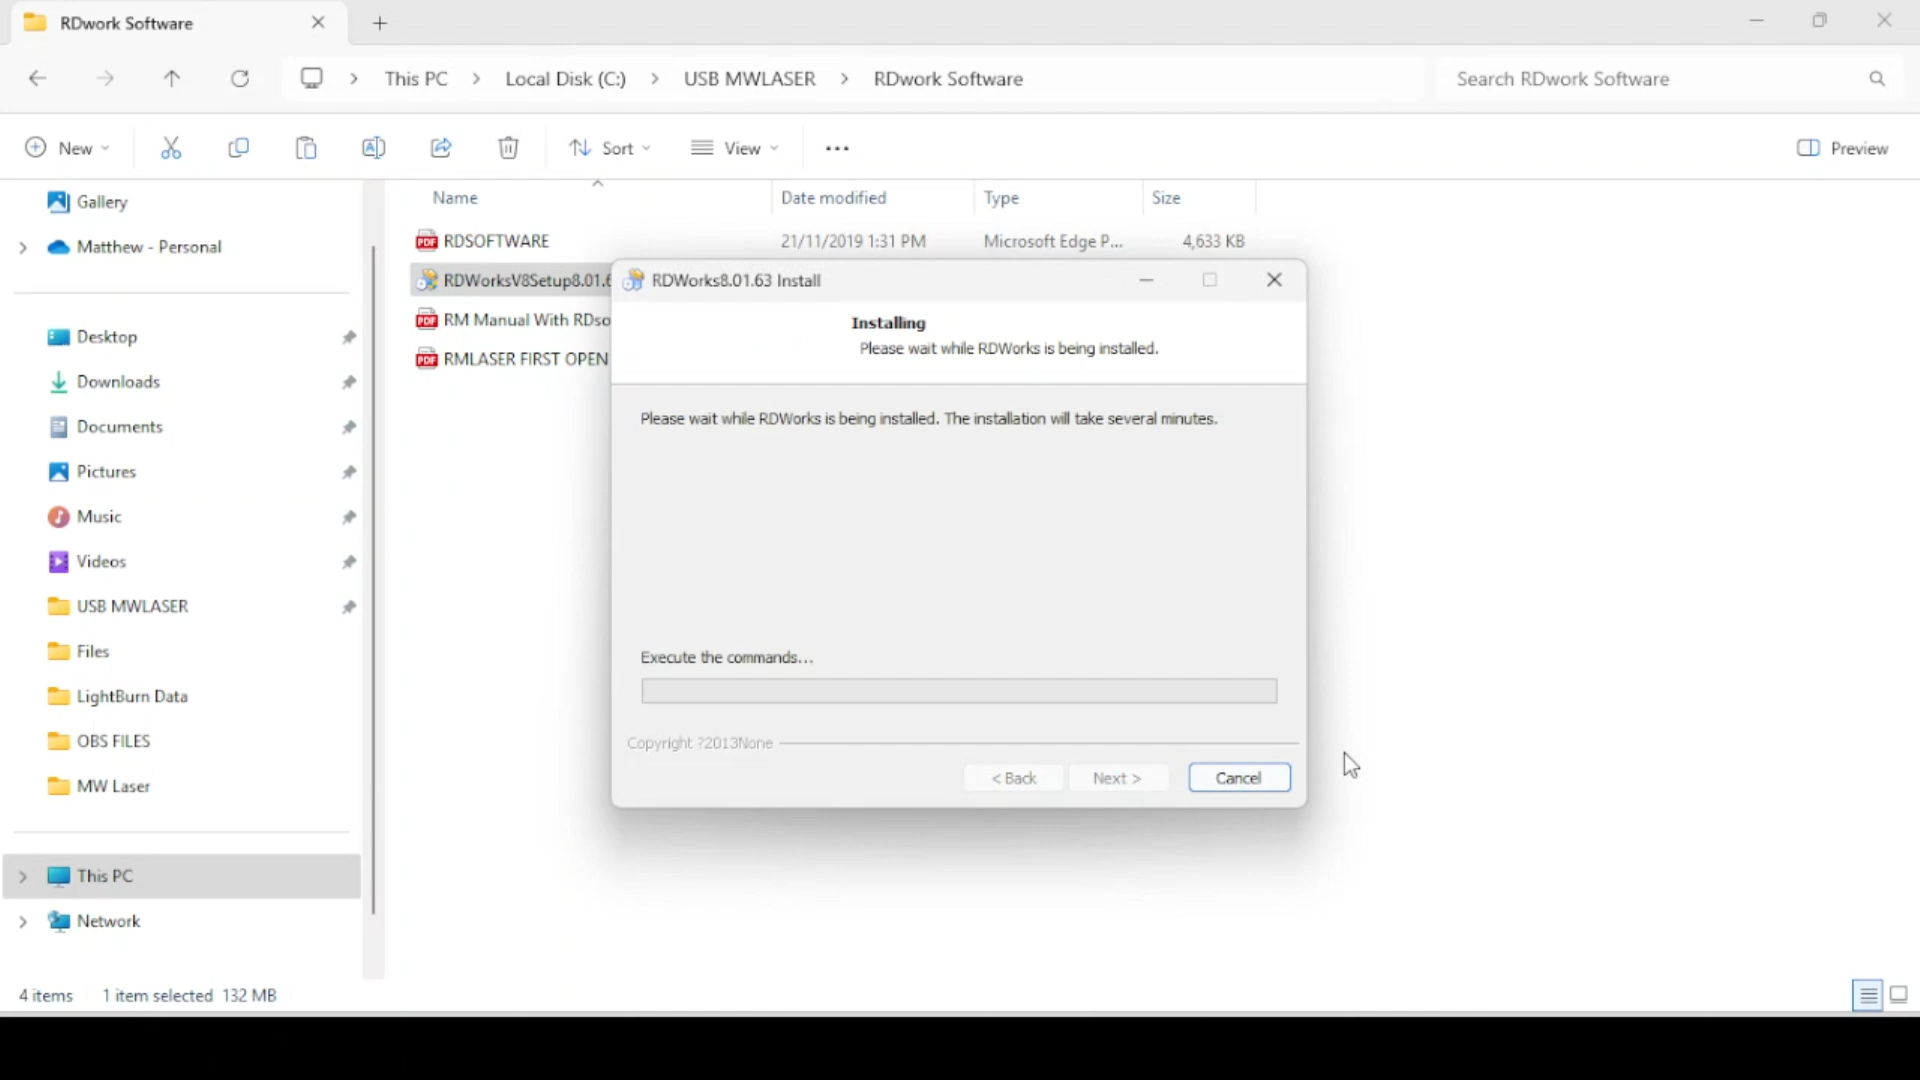 RDwork Software
This PC > Local Disk (C:) > USB MWLASER > RDwork Software
Search RDwork Software
New
Sort
View
Preview
Gallery
Matthew - Personal
Desktop
Downloads
Documents
Pictures
Music
Videos
USB MWLASER
Files
LightBurn Data
OBS FILES
MW Laser
This PC
Network
Name Date modified Type Size
RDSOFTWARE 21/11/2019 1:31 PM Microsoft Edge P... 4,633 KB
RDWorksV8Setup8.01.6
RM Manual With RDso
RMLASER FIRST OPEN
RDWorks8.01.63 Install
Installing
Please wait while RDWorks is being installed.
Please wait while RDWorks is being installed. The installation will take several minutes.
Execute the commands...
Copyright ?2013None
< Back Next > Cancel
4 items 1 item selected 132 MB